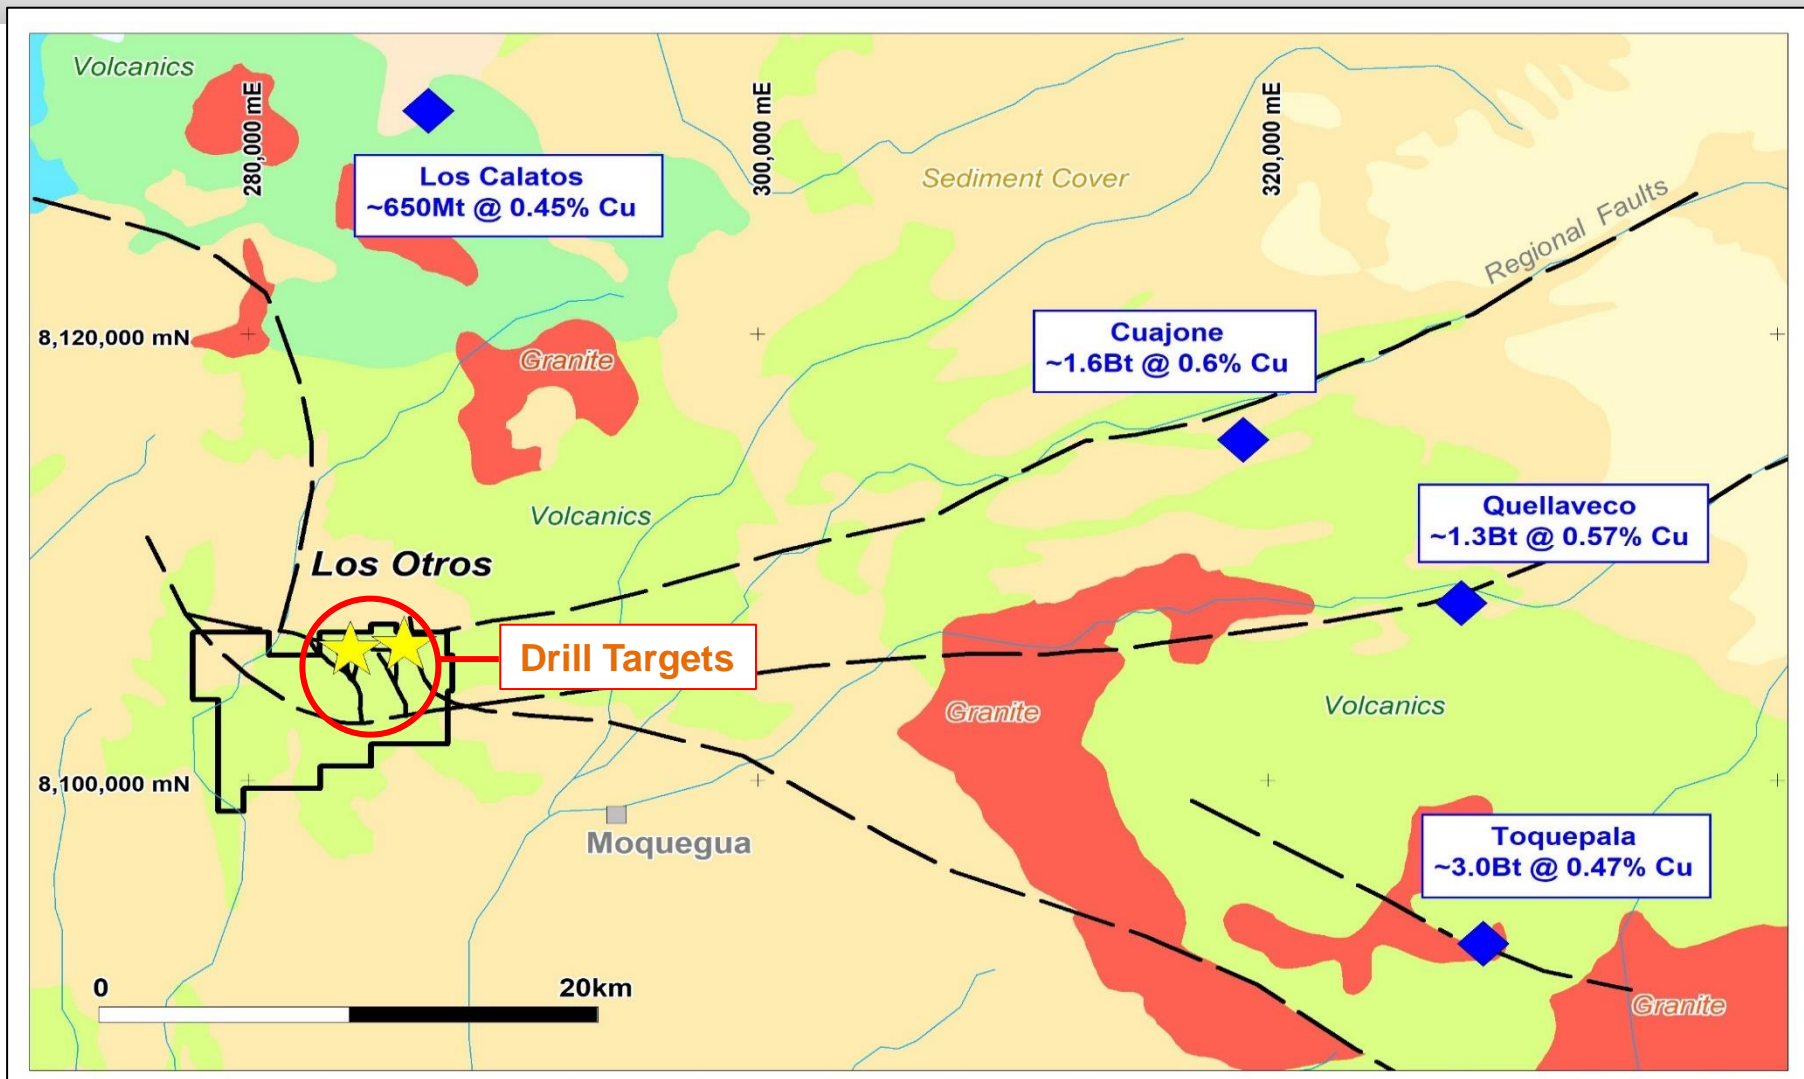 Volcanics
280,000 mE
300,000 mE
320,000 mE
Los Calatos
~650Mt @ 0.45% Cu
Sediment Cover
Regional Faults
8,120,000 mN
Granite
Cuajone
~1.6Bt @ 0.6% Cu
Volcanics
Quellaveco
~1.3Bt @ 0.57% Cu
Los Otros
Drill Targets
Granite
Volcanics
8,100,000 mN
Moquegua
Toquepala
~3.0Bt @ 0.47% Cu
0
20km
Granite